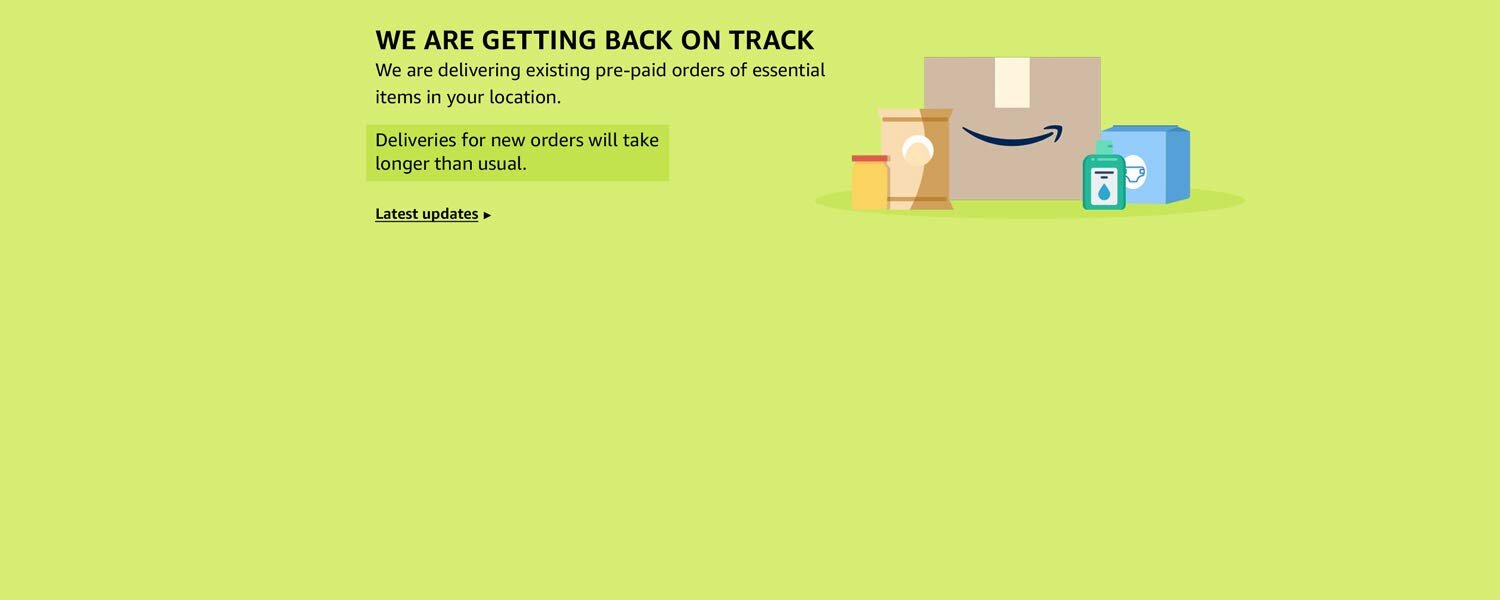 WE ARE GETTING BACK ON TRACK
We are delivering existing pre-paid orders of essential
items in your location.
Deliveries for new orders will take
longer than usual.
Latest updates ▸